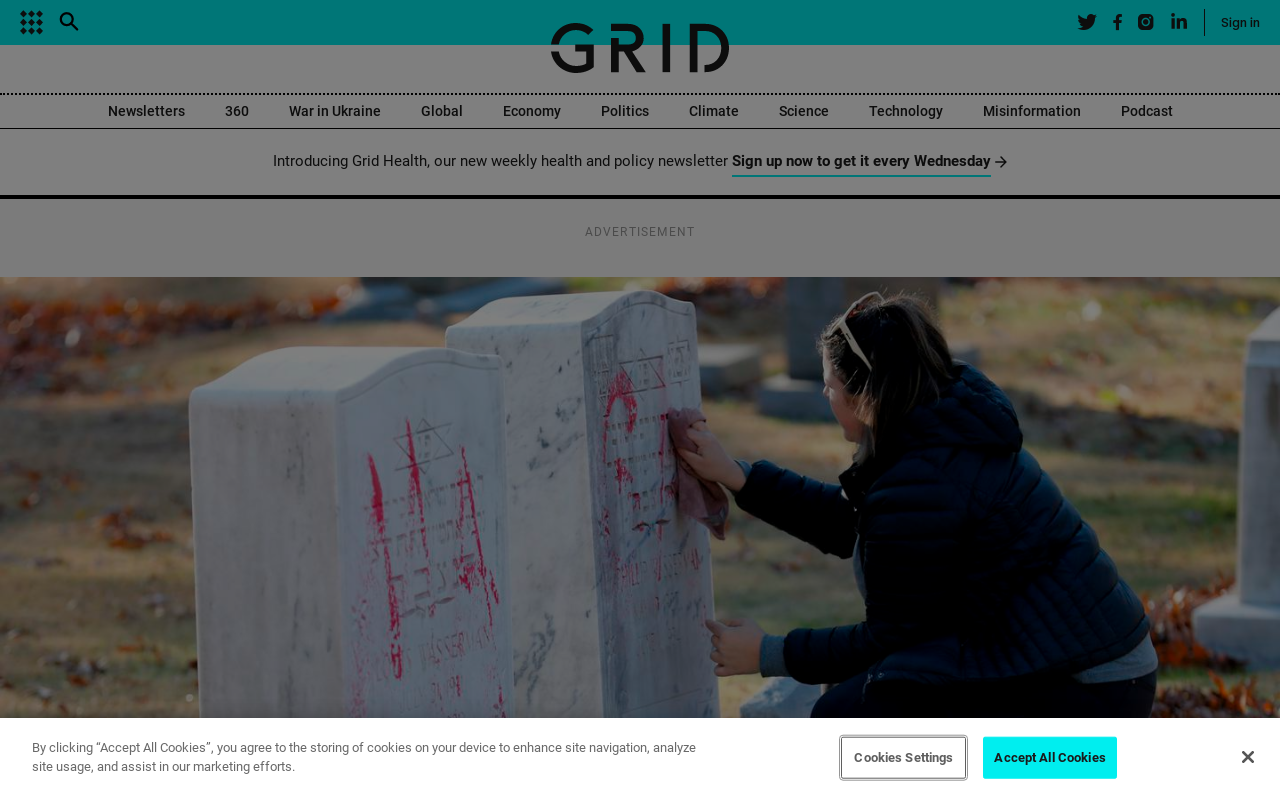 Sign in
GRID
Newsletters 360 War in Ukraine Global Economy Politics Climate Science Technology Misinformation Podcast
Introducing Grid Health, our new weekly health and policy newsletter Sign up now to get it every Wednesday →
ADVERTISEMENT
By clicking “Accept All Cookies”, you agree to the storing of cookies on your device to enhance site navigation, analyze
site usage, and assist in our marketing efforts.
Cookies Settings
Accept All Cookies